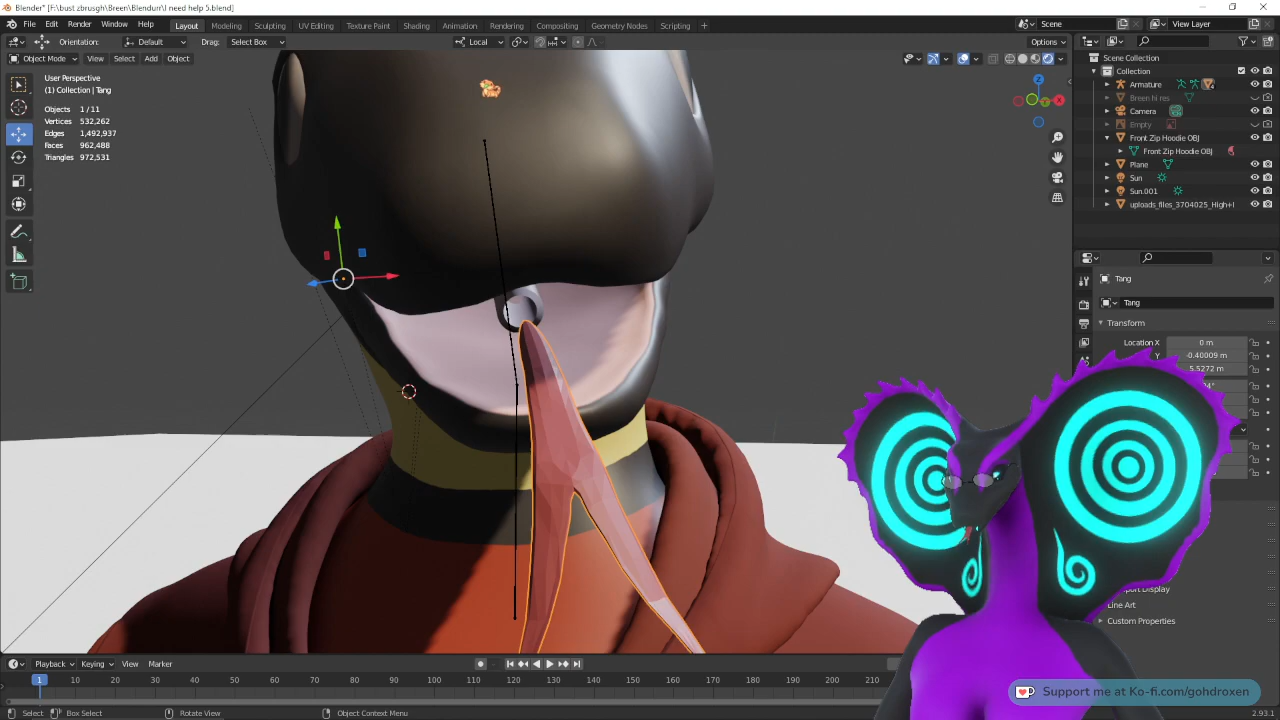 Blender* [F:\bust zbrusgh\Breen\Blendurr\I need help 5.blend]
File Edit Render Window Help Layout Modeling Sculpting UV Editing Texture Paint Shading Animation Rendering Compositing Geometry Nodes Scripting + Scene View Layer
Orientation: Default Drag: Select Box Local Options
Object Mode View Select Add Object
User Perspective
(1) Collection | Tang
Objects 1 / 11
Vertices 532,262
Edges 1,492,937
Faces 962,488
Triangles 972,531
Z
X
Scene Collection
Collection
Armature
Breen hi res
Camera
Empty
Front Zip Hoodie OBJ
Front Zip Hoodie OBJ
Plane
Sun
Sun.001
uploads_files_3704025_High+l
Tang
Tang
Transform
Location X 0 m
Y -0.40009 m
5.5272 m
Line Art
Custom Properties
Playback Keying View Marker
1 10 20 30 40 50 60 70 80 90 100 110 120 130 140 150 160 170 180 190 200 210
Select Box Select Rotate View Object Context Menu
Support me at Ko-fi.com/gohdroxen
2.93.1